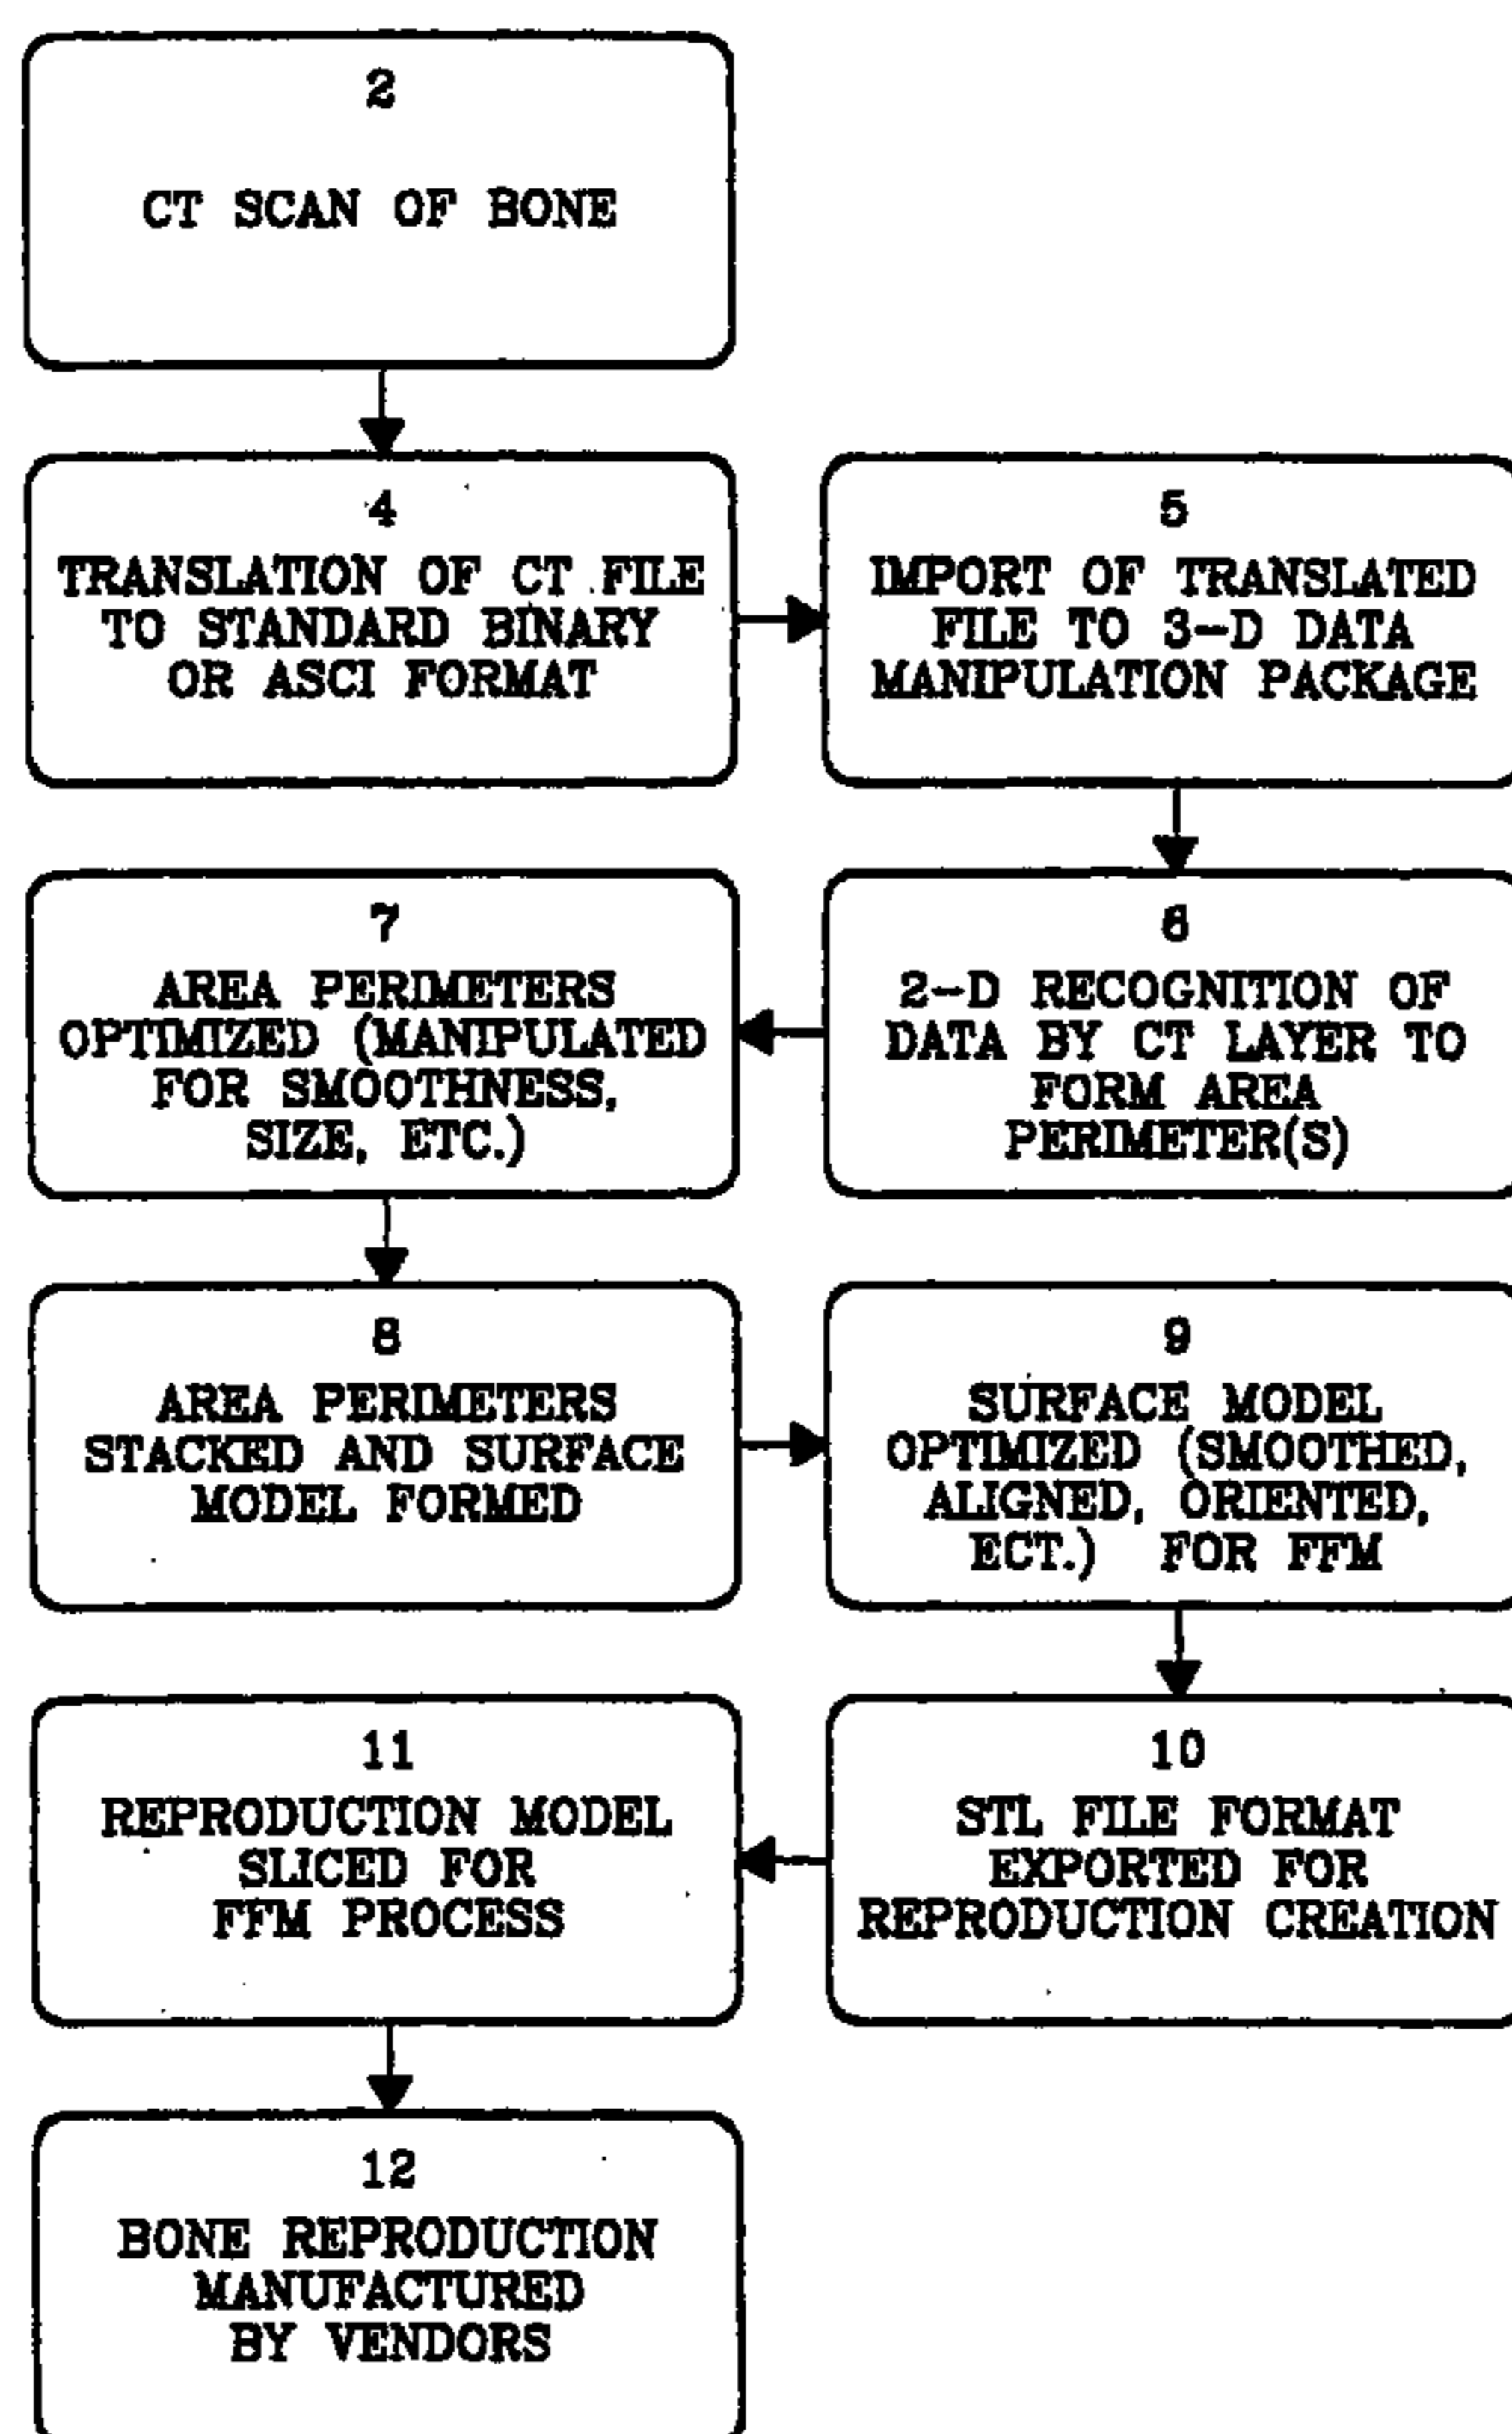 2
CT SCAN OF BONE
4
TRANSLATION OF CT FILE
TO STANDARD BINARY
OR ASCI FORMAT
5
IMPORT OF TRANSLATED
FILE TO 3-D DATA
MANIPULATION PACKAGE
6
2-D RECOGNITION OF
DATA BY CT LAYER TO
FORM AREA
PERIMETER(S)
7
AREA PERIMETERS
OPTIMIZED (MANIPULATED
FOR SMOOTHNESS,
SIZE, ETC.)
8
AREA PERIMETERS
STACKED AND SURFACE
MODEL FORMED
9
SURFACE MODEL
OPTIMIZED (SMOOTHED,
ALIGNED, ORIENTED,
ECT.) FOR FFM
10
STL FILE FORMAT
EXPORTED FOR
REPRODUCTION CREATION
11
REPRODUCTION MODEL
SLICED FOR
FFM PROCESS
12
BONE REPRODUCTION
MANUFACTURED
BY VENDORS